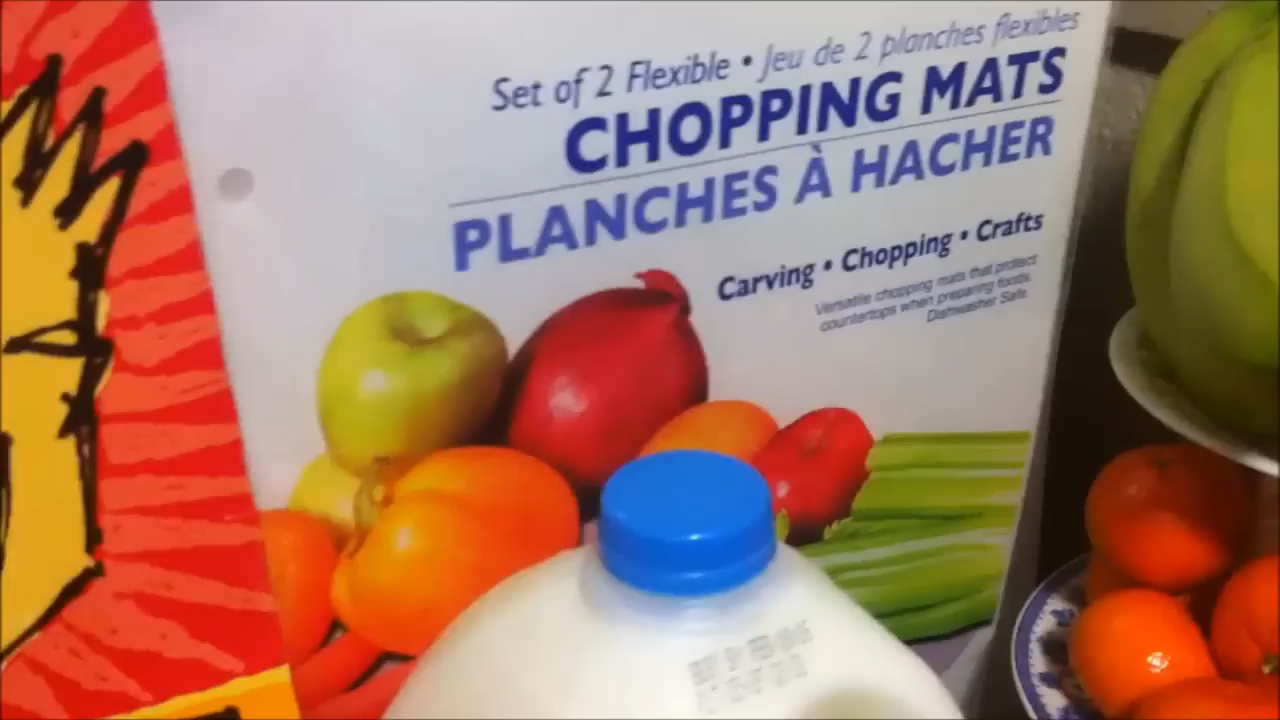 Set of 2 Flexible • Jeu de 2 planches flexibles
CHOPPING MATS
PLANCHES À HACHER
Carving • Chopping • Crafts
Versatile chopping mats that protect
countertops when preparing foods.
Dishwasher Safe.